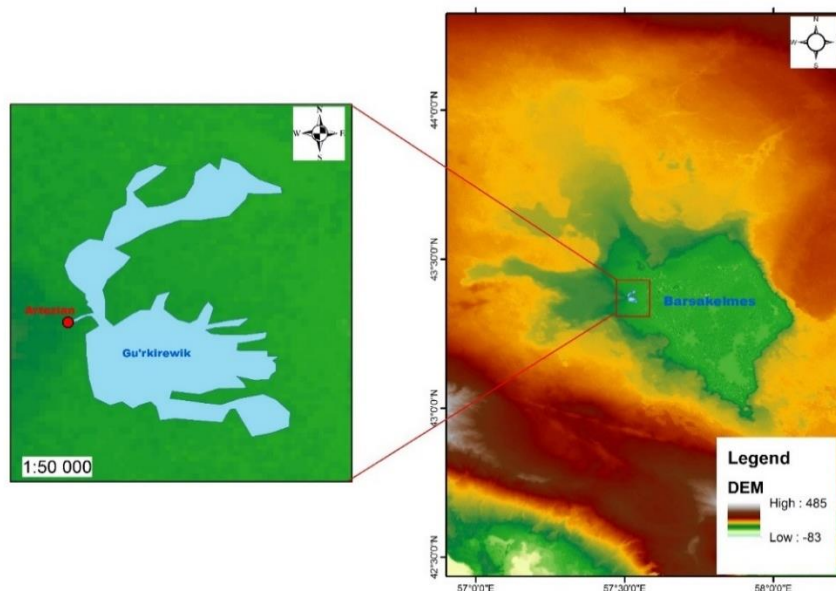 N
W E
S
Artezian
Gu'rkirewik
1:50 000
N
W E
S
44°0'0"N
43°30'0"N
43°0'0"N
42°30'0"N
Barsakelmes
Legend
DEM
High : 485
Low : -83
57°0'0"E
57°30'0"E
58°0'0"E